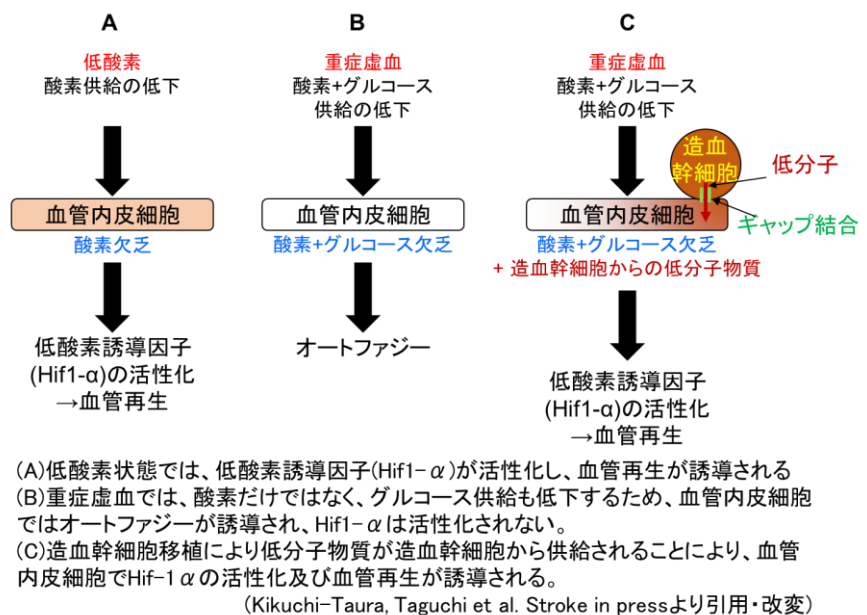 A
低酸素
酸素供給の低下
血管内皮細胞
酸素欠乏
低酸素誘導因子
(Hif1-α)の活性化
→血管再生
B
重症虚血
酸素+グルコース
供給の低下
血管内皮細胞
酸素+グルコース欠乏
オートファジー
C
重症虚血
酸素+グルコース
供給の低下
造血
幹細胞
低分子
ギャップ結合
血管内皮細胞
酸素+グルコース欠乏
+ 造血幹細胞からの低分子物質
低酸素誘導因子
(Hif1-α)の活性化
→血管再生
(A)低酸素状態では、低酸素誘導因子(Hif1-α)が活性化し、血管再生が誘導される
(B)重症虚血では、酸素だけではなく、グルコース供給も低下するため、血管内皮細胞
ではオートファジーが誘導され、Hif1-αは活性化されない。
(C)造血幹細胞移植により低分子物質が造血幹細胞から供給されることにより、血管
内皮細胞でHif-1αの活性化及び血管再生が誘導される。
(Kikuchi-Taura, Taguchi et al. Stroke in pressより引用・改変)